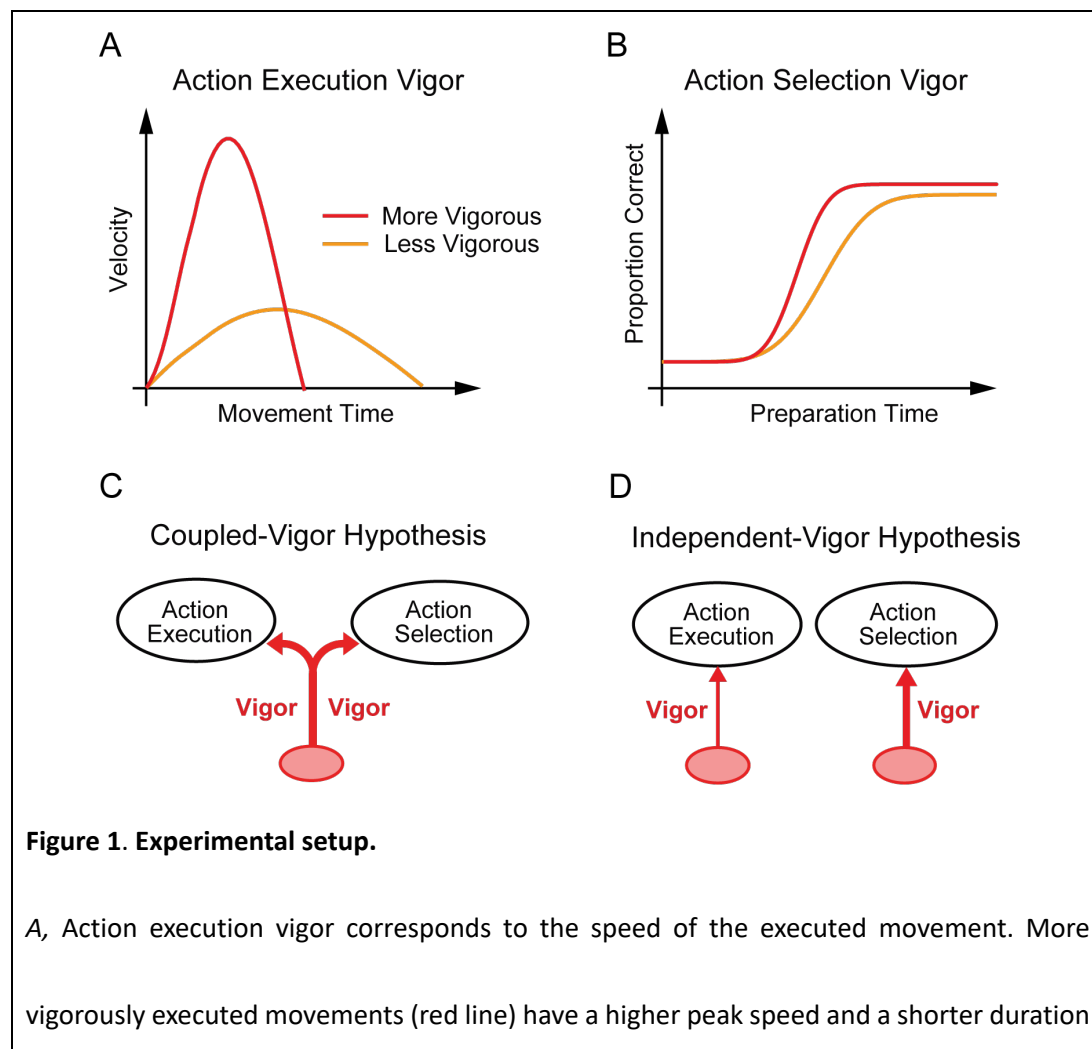 A
Action Execution Vigor
Velocity
More Vigorous
Less Vigorous
Movement Time
B
Action Selection Vigor
Proportion Correct
Preparation Time
C
Coupled-Vigor Hypothesis
Action
Execution
Action
Selection
Vigor
Vigor
D
Independent-Vigor Hypothesis
Action
Execution
Action
Selection
Vigor
Vigor
Figure 1. Experimental setup.
A, Action execution vigor corresponds to the speed of the executed movement. More
vigorously executed movements (red line) have a higher peak speed and a shorter duration